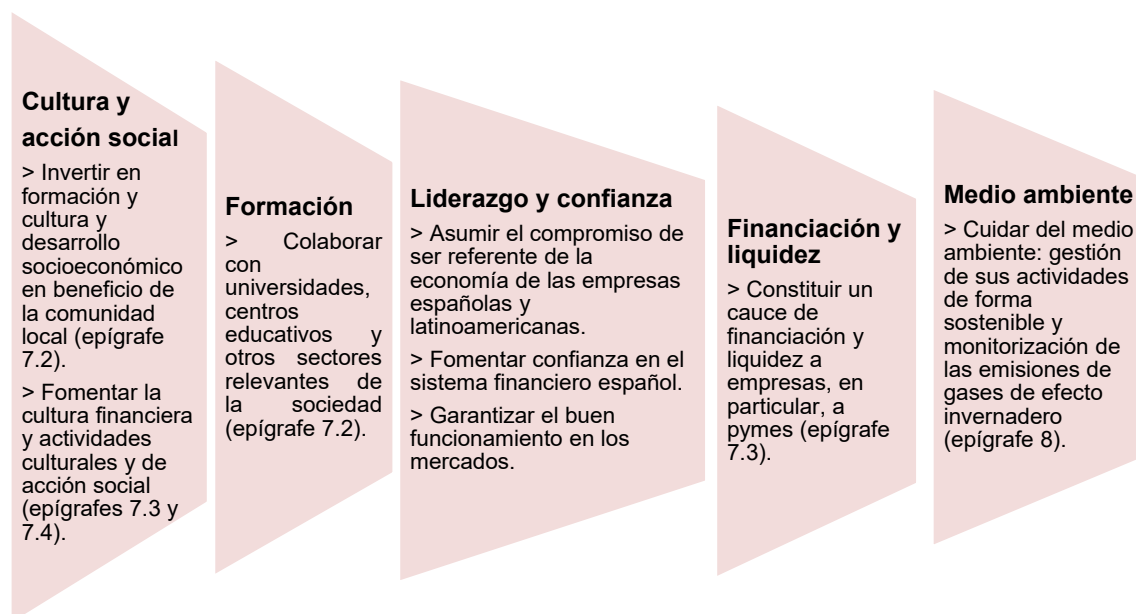 Cultura y
acción social
> Invertir en
formación y
cultura y
desarrollo
socioeconómico
en beneficio de
la comunidad
local (epígrafe
7.2).
> Fomentar la
cultura financiera
y actividades
culturales y de
acción social
(epígrafes 7.3 y
7.4).
Formación
> Colaborar
con
universidades,
centros
educativos y
otros sectores
relevantes de
la sociedad
(epígrafe 7.2).
Liderazgo y confianza
> Asumir el compromiso de
ser referente de la
economía de las empresas
españolas y
latinoamericanas.
> Fomentar confianza en el
sistema financiero español.
> Garantizar el buen
funcionamiento en los
mercados.
Financiación y
liquidez
> Constituir un
cauce de
financiación y
liquidez a
empresas, en
particular, a
pymes (epígrafe
7.3).
Medio ambiente
> Cuidar del medio
ambiente: gestión
de sus actividades
de forma
sostenible y
monitorización de
las emisiones de
gases de efecto
invernadero
(epígrafe 8).